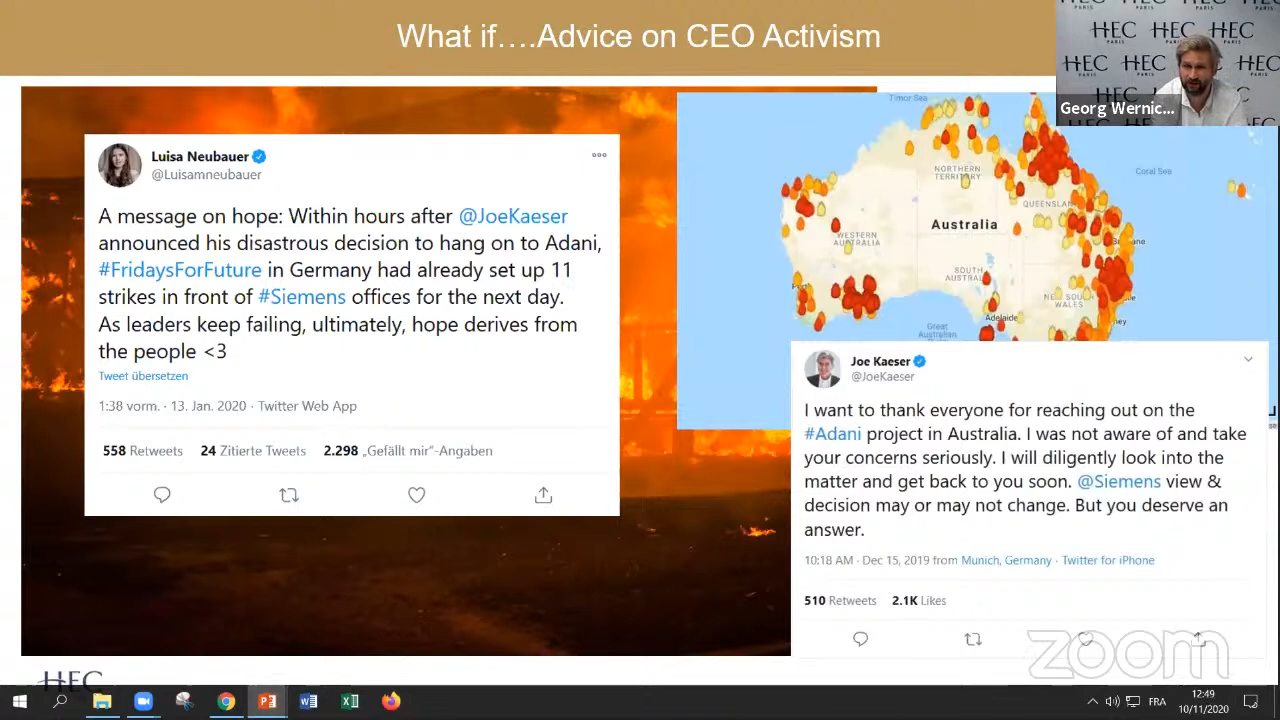 What if….Advice on CEO Activism
HEC HEC HEC
PARIS PARIS PARIS
HEC HEC HEC
Georg Wernic...
Luisa Neubauer
@Luisamneubauer
A message on hope: Within hours after @JoeKaeser
announced his disastrous decision to hang on to Adani,
#FridaysForFuture in Germany had already set up 11
strikes in front of #Siemens offices for the next day.
As leaders keep failing, ultimately, hope derives from
the people <3
Tweet übersetzen
1:38 vorm. · 13. Jan. 2020 · Twitter Web App
558 Retweets 24 Zitierte Tweets 2.298 „Gefällt mir“-Angaben
Timor Sea
Coral Sea
NORTHERN
TERRITORY
QUEENSLAND
Australia
WESTERN
AUSTRALIA
SOUTH
Great
Australian
Adelaide
Joe Kaeser
@JoeKaeser
I want to thank everyone for reaching out on the
#Adani project in Australia. I was not aware of and take
your concerns seriously. I will diligently look into the
matter and get back to you soon. @Siemens view &
decision may or may not change. But you deserve an
answer.
10:18 AM · Dec 15, 2019 from Munich, Germany · Twitter for iPhone
510 Retweets 2.1K Likes
zoom
HEC
FRA
12:49
10/11/2020